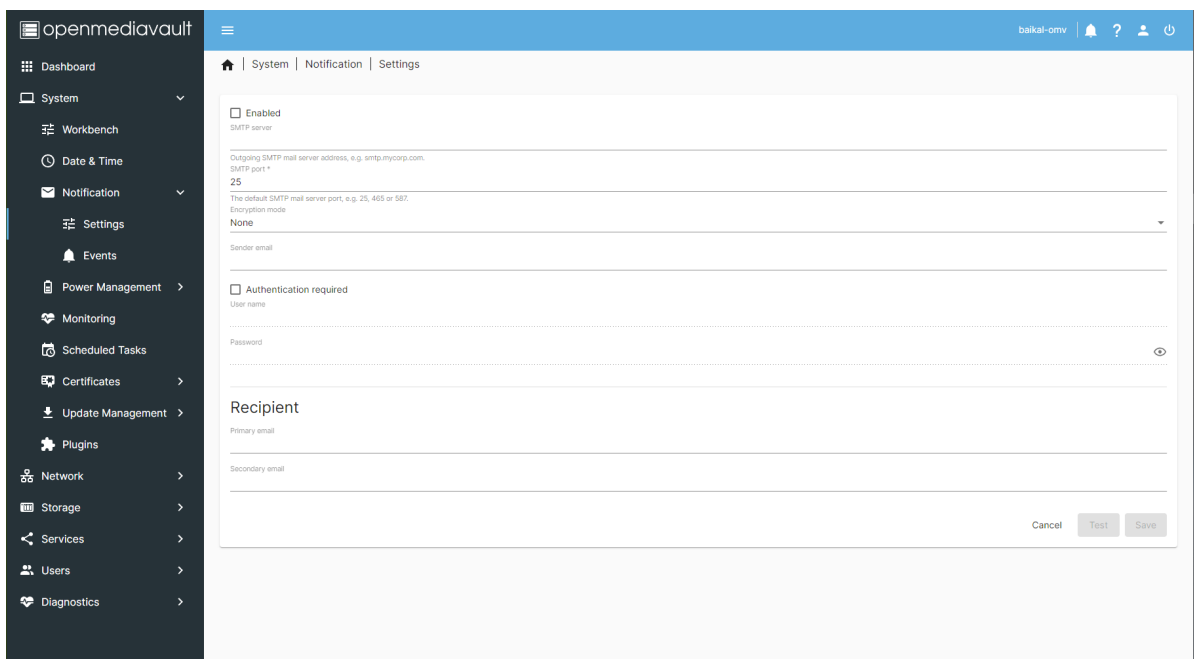 openmediavault
baikal-omv
Dashboard
System
Workbench
Date & Time
Notification
Settings
Events
Power Management
Monitoring
Scheduled Tasks
Certificates
Update Management
Plugins
Network
Storage
Services
Users
Diagnostics
System | Notification | Settings
Enabled
SMTP server
Outgoing SMTP mail server address, e.g. smtp.mycorp.com.
SMTP port *
25
The default SMTP mail server port, e.g. 25, 465 or 587.
Encryption mode
None
Sender email
Authentication required
User name
Password
Recipient
Primary email
Secondary email
Cancel Test Save